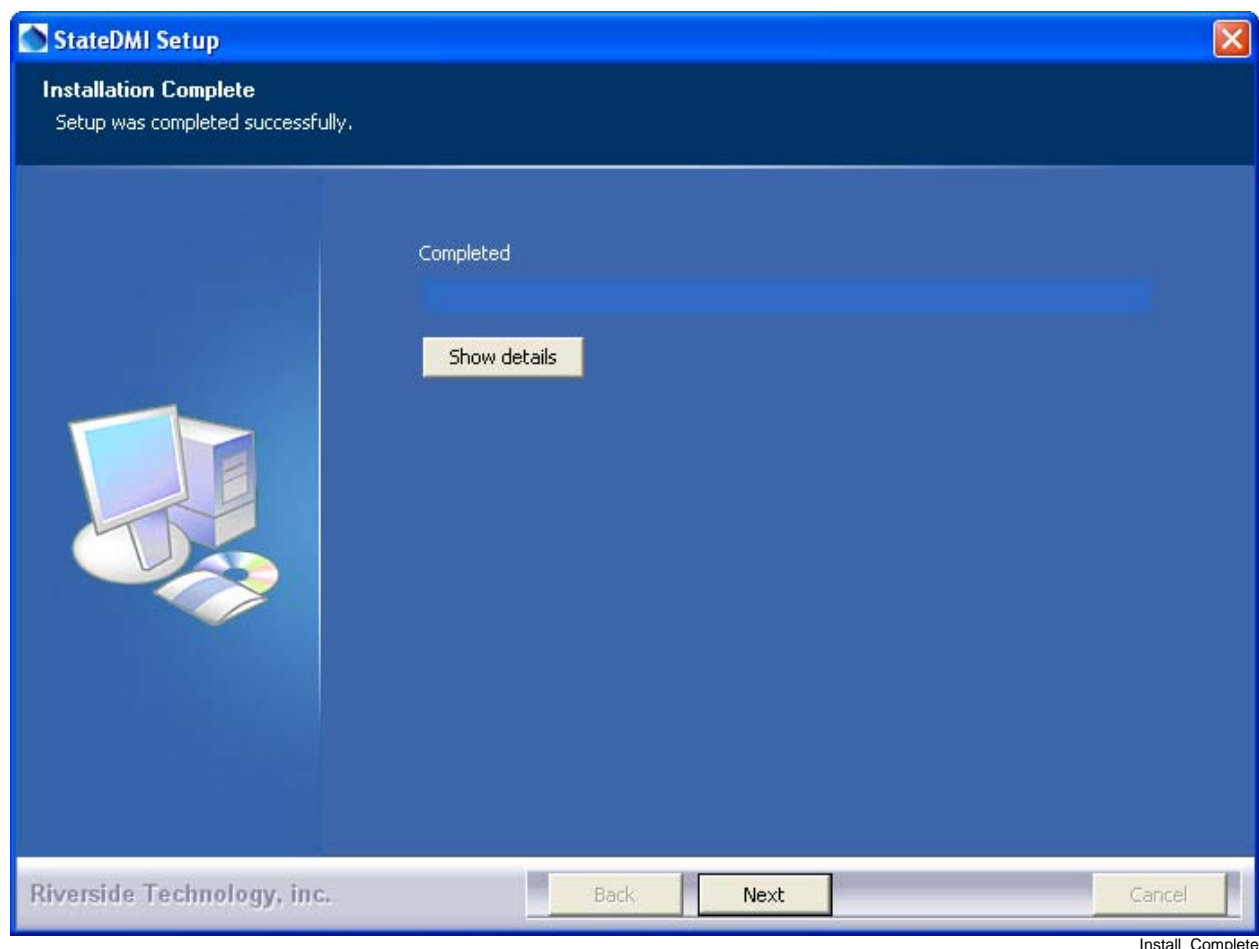 StateDMI Setup
Installation Complete
Setup was completed successfully.
Completed
Show details
Riverside Technology, inc.
Back
Next
Cancel
Install_Complete